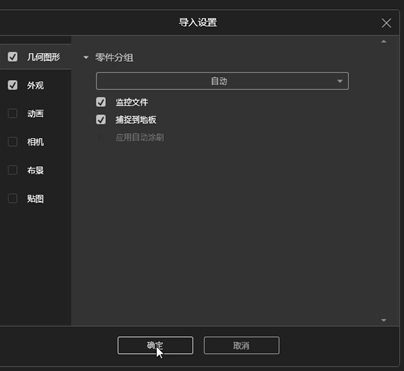 导入设置
几何图形
外观
动画
相机
布景
贴图
零件分组
自动
监控文件
捕捉到地板
应用自动涂刷
确定
取消